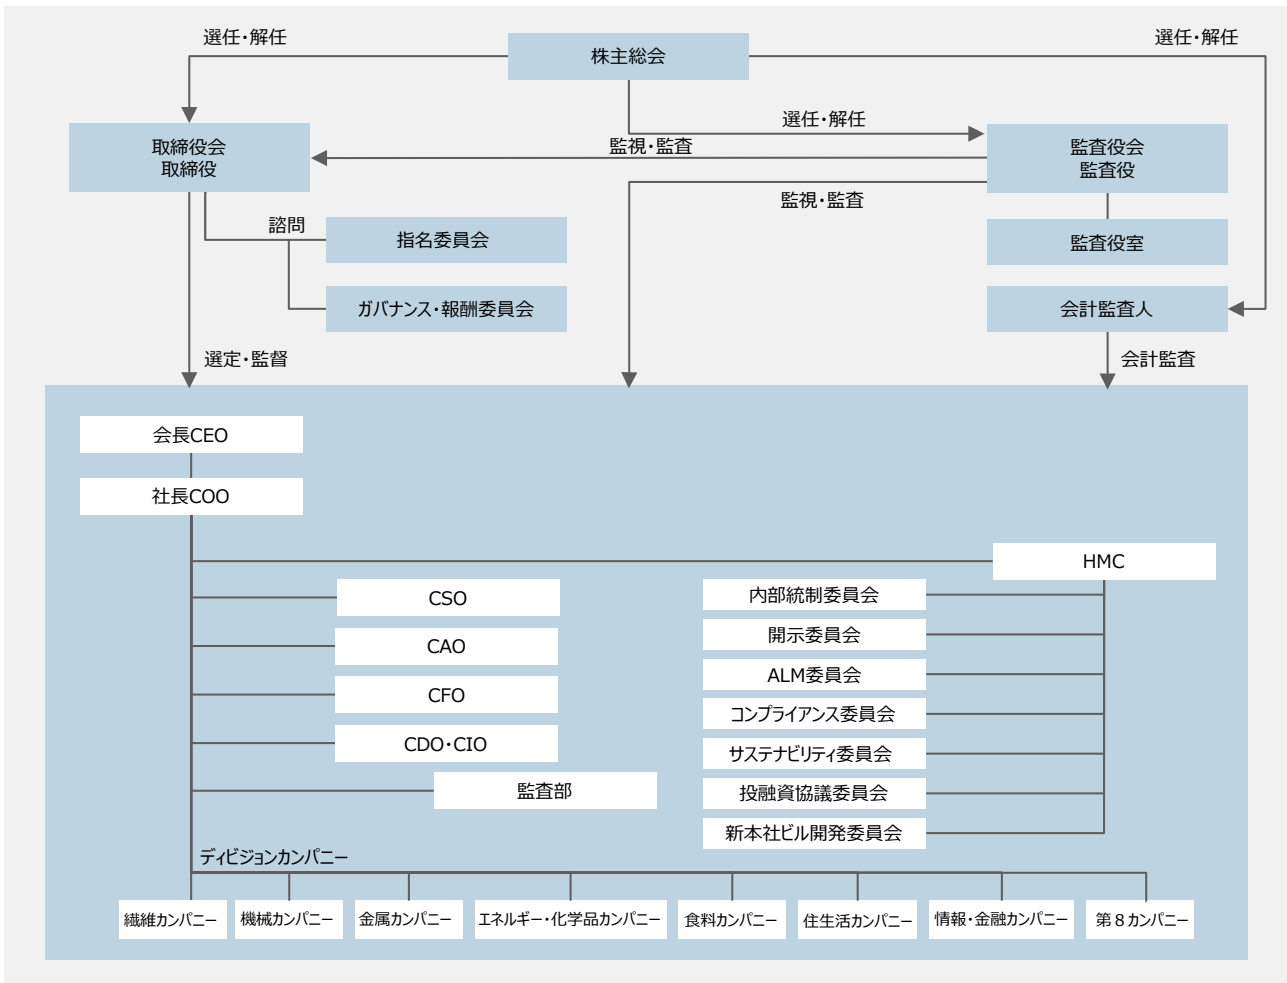 選任・解任
株主総会
選任・解任
選任・解任
取締役会
取締役
監視・監査
監査役会
監査役
監視・監査
諮問
指名委員会
監査役室
ガバナンス・報酬委員会
会計監査人
選定・監督
会計監査
会長CEO
社長COO
HMC
CSO
内部統制委員会
開示委員会
CAO
ALM委員会
CFO
コンプライアンス委員会
CDO・CIO
サステナビリティ委員会
監査部
投融資協議委員会
新本社ビル開発委員会
ディビジョンカンパニー
繊維カンパニー
機械カンパニー
金属カンパニー
エネルギー・化学品カンパニー
食料カンパニー
住生活カンパニー
情報・金融カンパニー
第８カンパニー